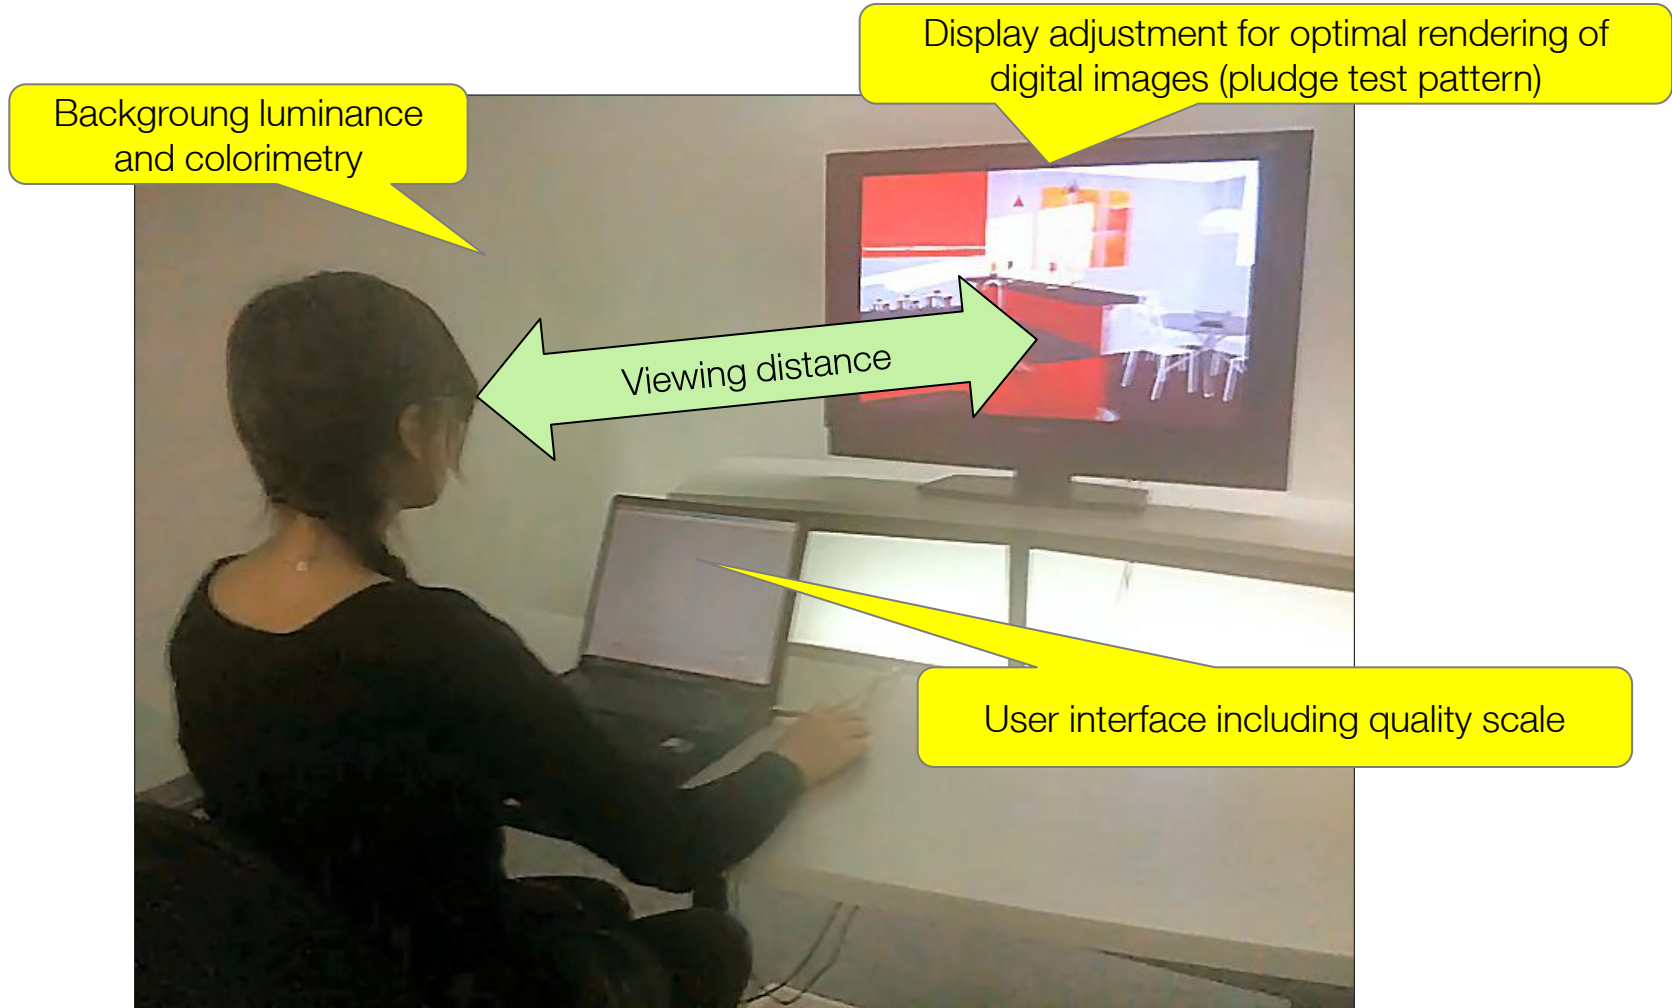 Display adjustment for optimal rendering of
digital images (pludge test pattern)
Backgroung luminance
and colorimetry
Viewing distance
User interface including quality scale